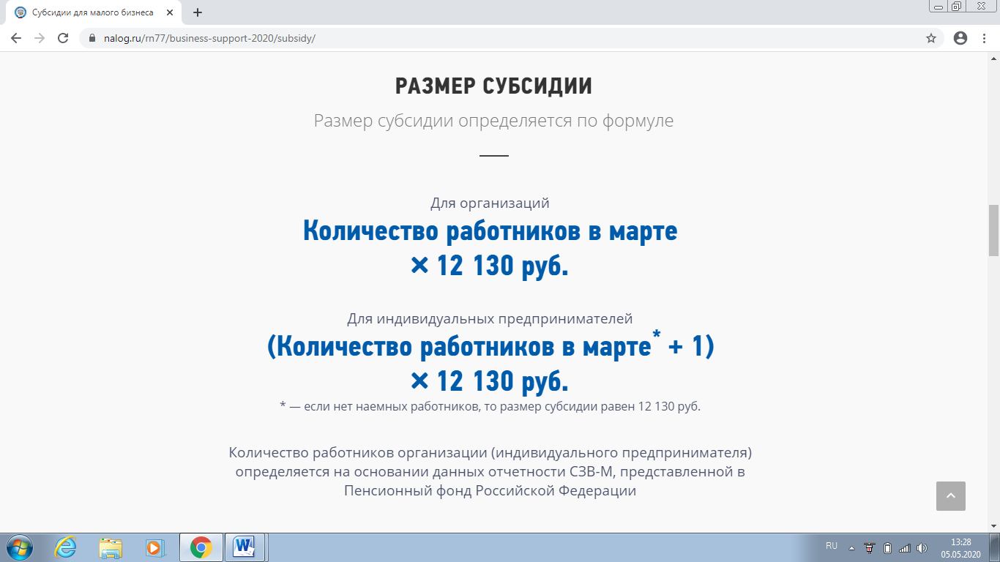 Субсидии для малого бизнеса
nalog.ru/rn77/business-support-2020/subsidy/
РАЗМЕР СУБСИДИИ
Размер субсидии определяется по формуле
Для организаций
Количество работников в марте
× 12 130 руб.
Для индивидуальных предпринимателей
(Количество работников в марте* + 1)
× 12 130 руб.
* — если нет наемных работников, то размер субсидии равен 12 130 руб.
Количество работников организации (индивидуального предпринимателя)
определяется на основании данных отчетности СЗВ-М, представленной в
Пенсионный фонд Российской Федерации
RU
13:28
05.05.2020